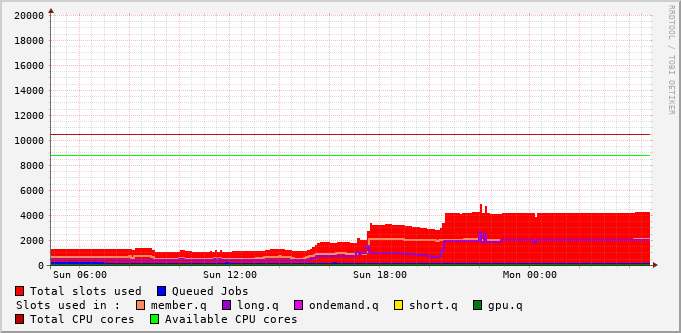 RRDTOOL / TOBI OETIKER
20000
18000
16000
14000
12000
10000
8000
6000
4000
2000
0
Sun 06:00 Sun 12:00 Sun 18:00 Mon 00:00
Total slots used Queued Jobs
Slots used in : member.q long.q ondemand.q short.q gpu.q
Total CPU cores Available CPU cores